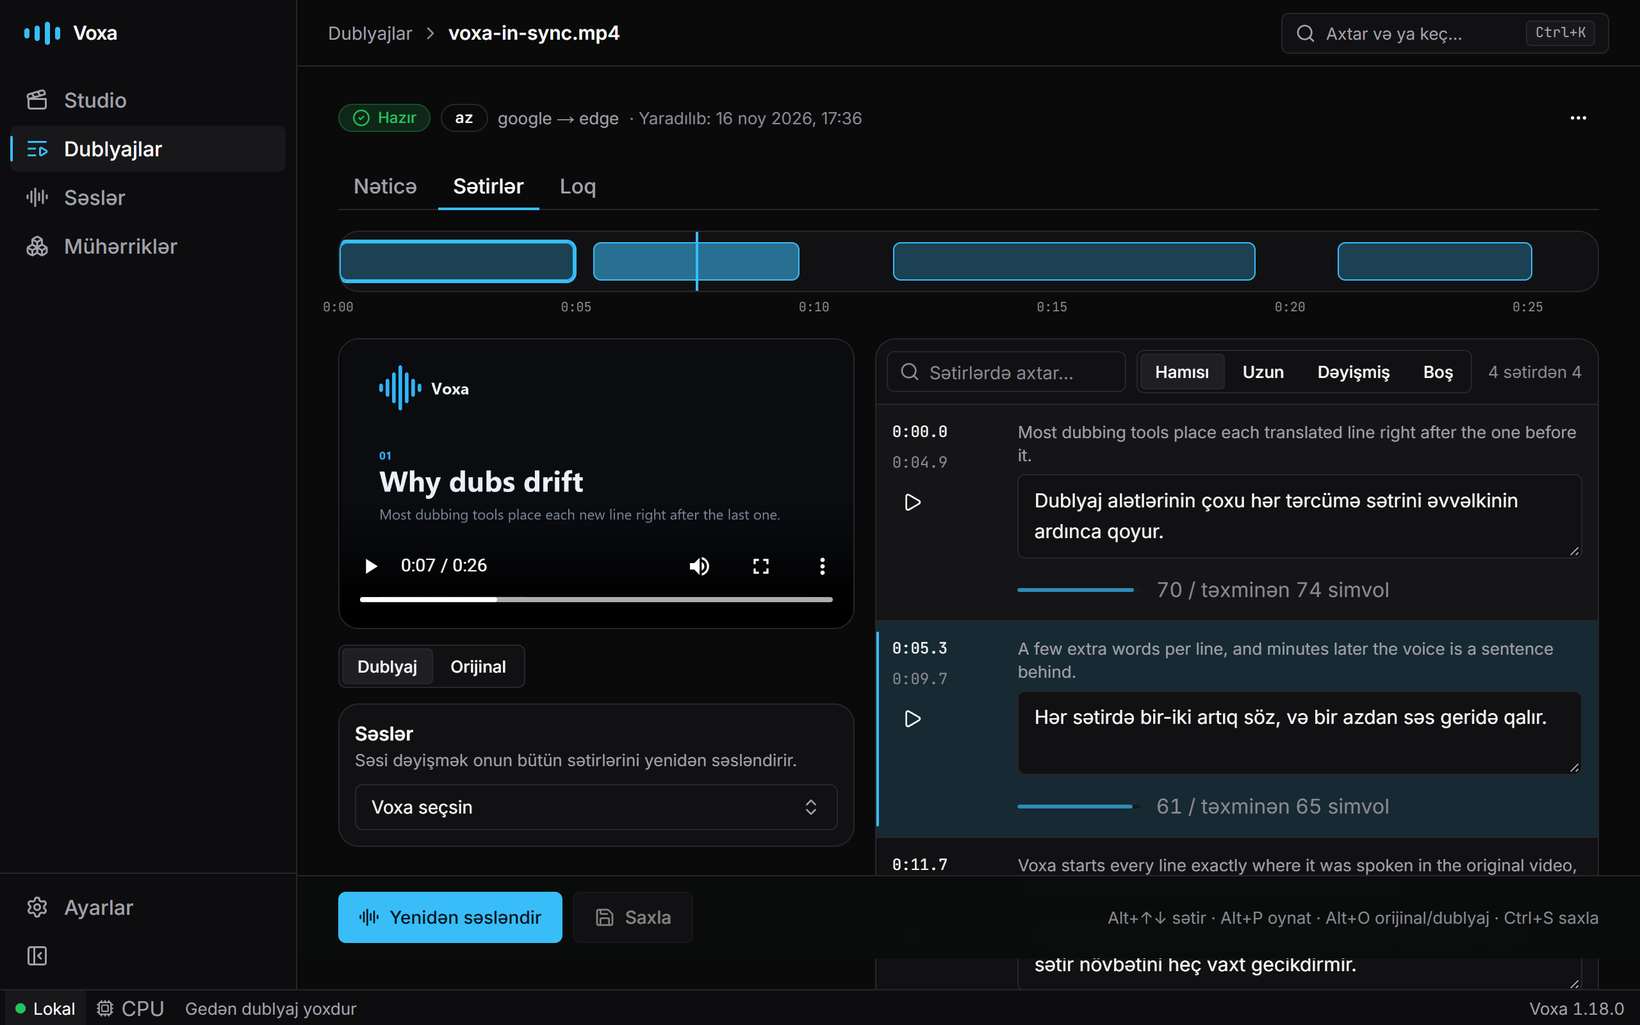 Voxa
Dublyajlar > voxa-in-sync.mp4
Axtar və ya keç...
Ctrl+K
Studio
Dublyajlar
Səslər
Mühərriklər
Hazır
az
google → edge · Yaradılıb: 16 noy 2026, 17:36
Nəticə
Sətirlər
Loq
0:00
0:05
0:10
0:15
0:20
0:25
Voxa
01
Why dubs drift
Most dubbing tools place each new line right after the last one.
0:07 / 0:26
Dublyaj
Orijinal
Səslər
Səsi dəyişmək onun bütün sətirlərini yenidən səsləndirir.
Voxa seçsin
Sətirlərdə axtar...
Hamısı
Uzun
Dəyişmiş
Boş
4 sətirdən 4
0:00.0
0:04.9
Most dubbing tools place each translated line right after the one before
it.
Dublyaj alətlərinin çoxu hər tərcümə sətrini əvvəlkinin
ardınca qoyur.
70 / təxminən 74 simvol
0:05.3
0:09.7
A few extra words per line, and minutes later the voice is a sentence
behind.
Hər sətirdə bir-iki artıq söz, və bir azdan səs geridə qalır.
61 / təxminən 65 simvol
0:11.7
Voxa starts every line exactly where it was spoken in the original video,
sətir növbətini heç vaxt gecikdirmir.
Yenidən səsləndir
Saxla
Alt+↑↓ sətir · Alt+P oynat · Alt+O orijinal/dublyaj · Ctrl+S saxla
Ayarlar
Lokal
CPU
Gedən dublyaj yoxdur
Voxa 1.18.0